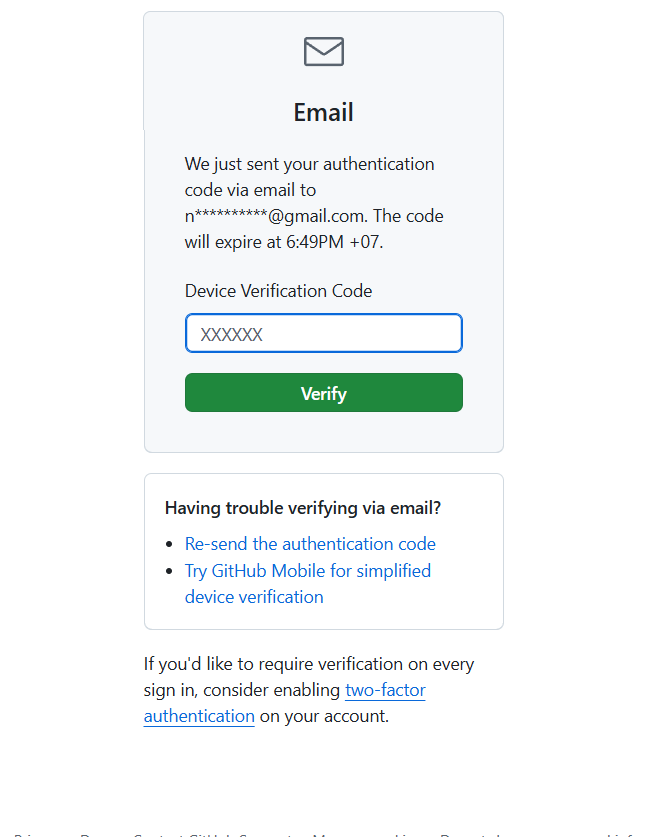 Email
We just sent your authentication
code via email to
n**********@gmail.com. The code
will expire at 6:49PM +07.
Device Verification Code
XXXXXX
Verify
Having trouble verifying via email?
Re-send the authentication code
Try GitHub Mobile for simplified
device verification
If you'd like to require verification on every
sign in, consider enabling two-factor
authentication on your account.